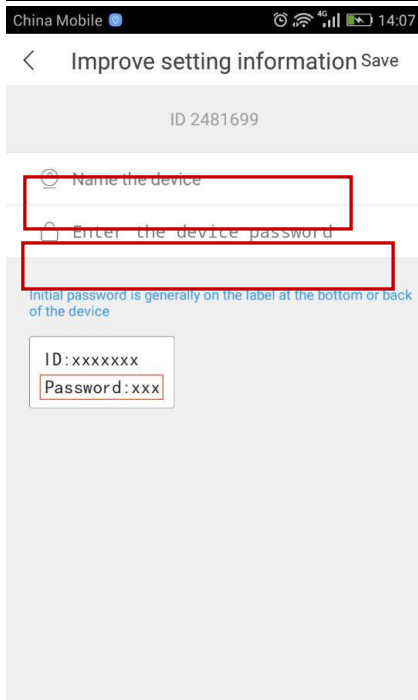 China Mobile 4G 14:07
Improve setting information Save
ID 2481699
Name the device
Enter the device password
Initial password is generally on the label at the bottom or back
of the device
ID:xxxxxxx
Password:xxx